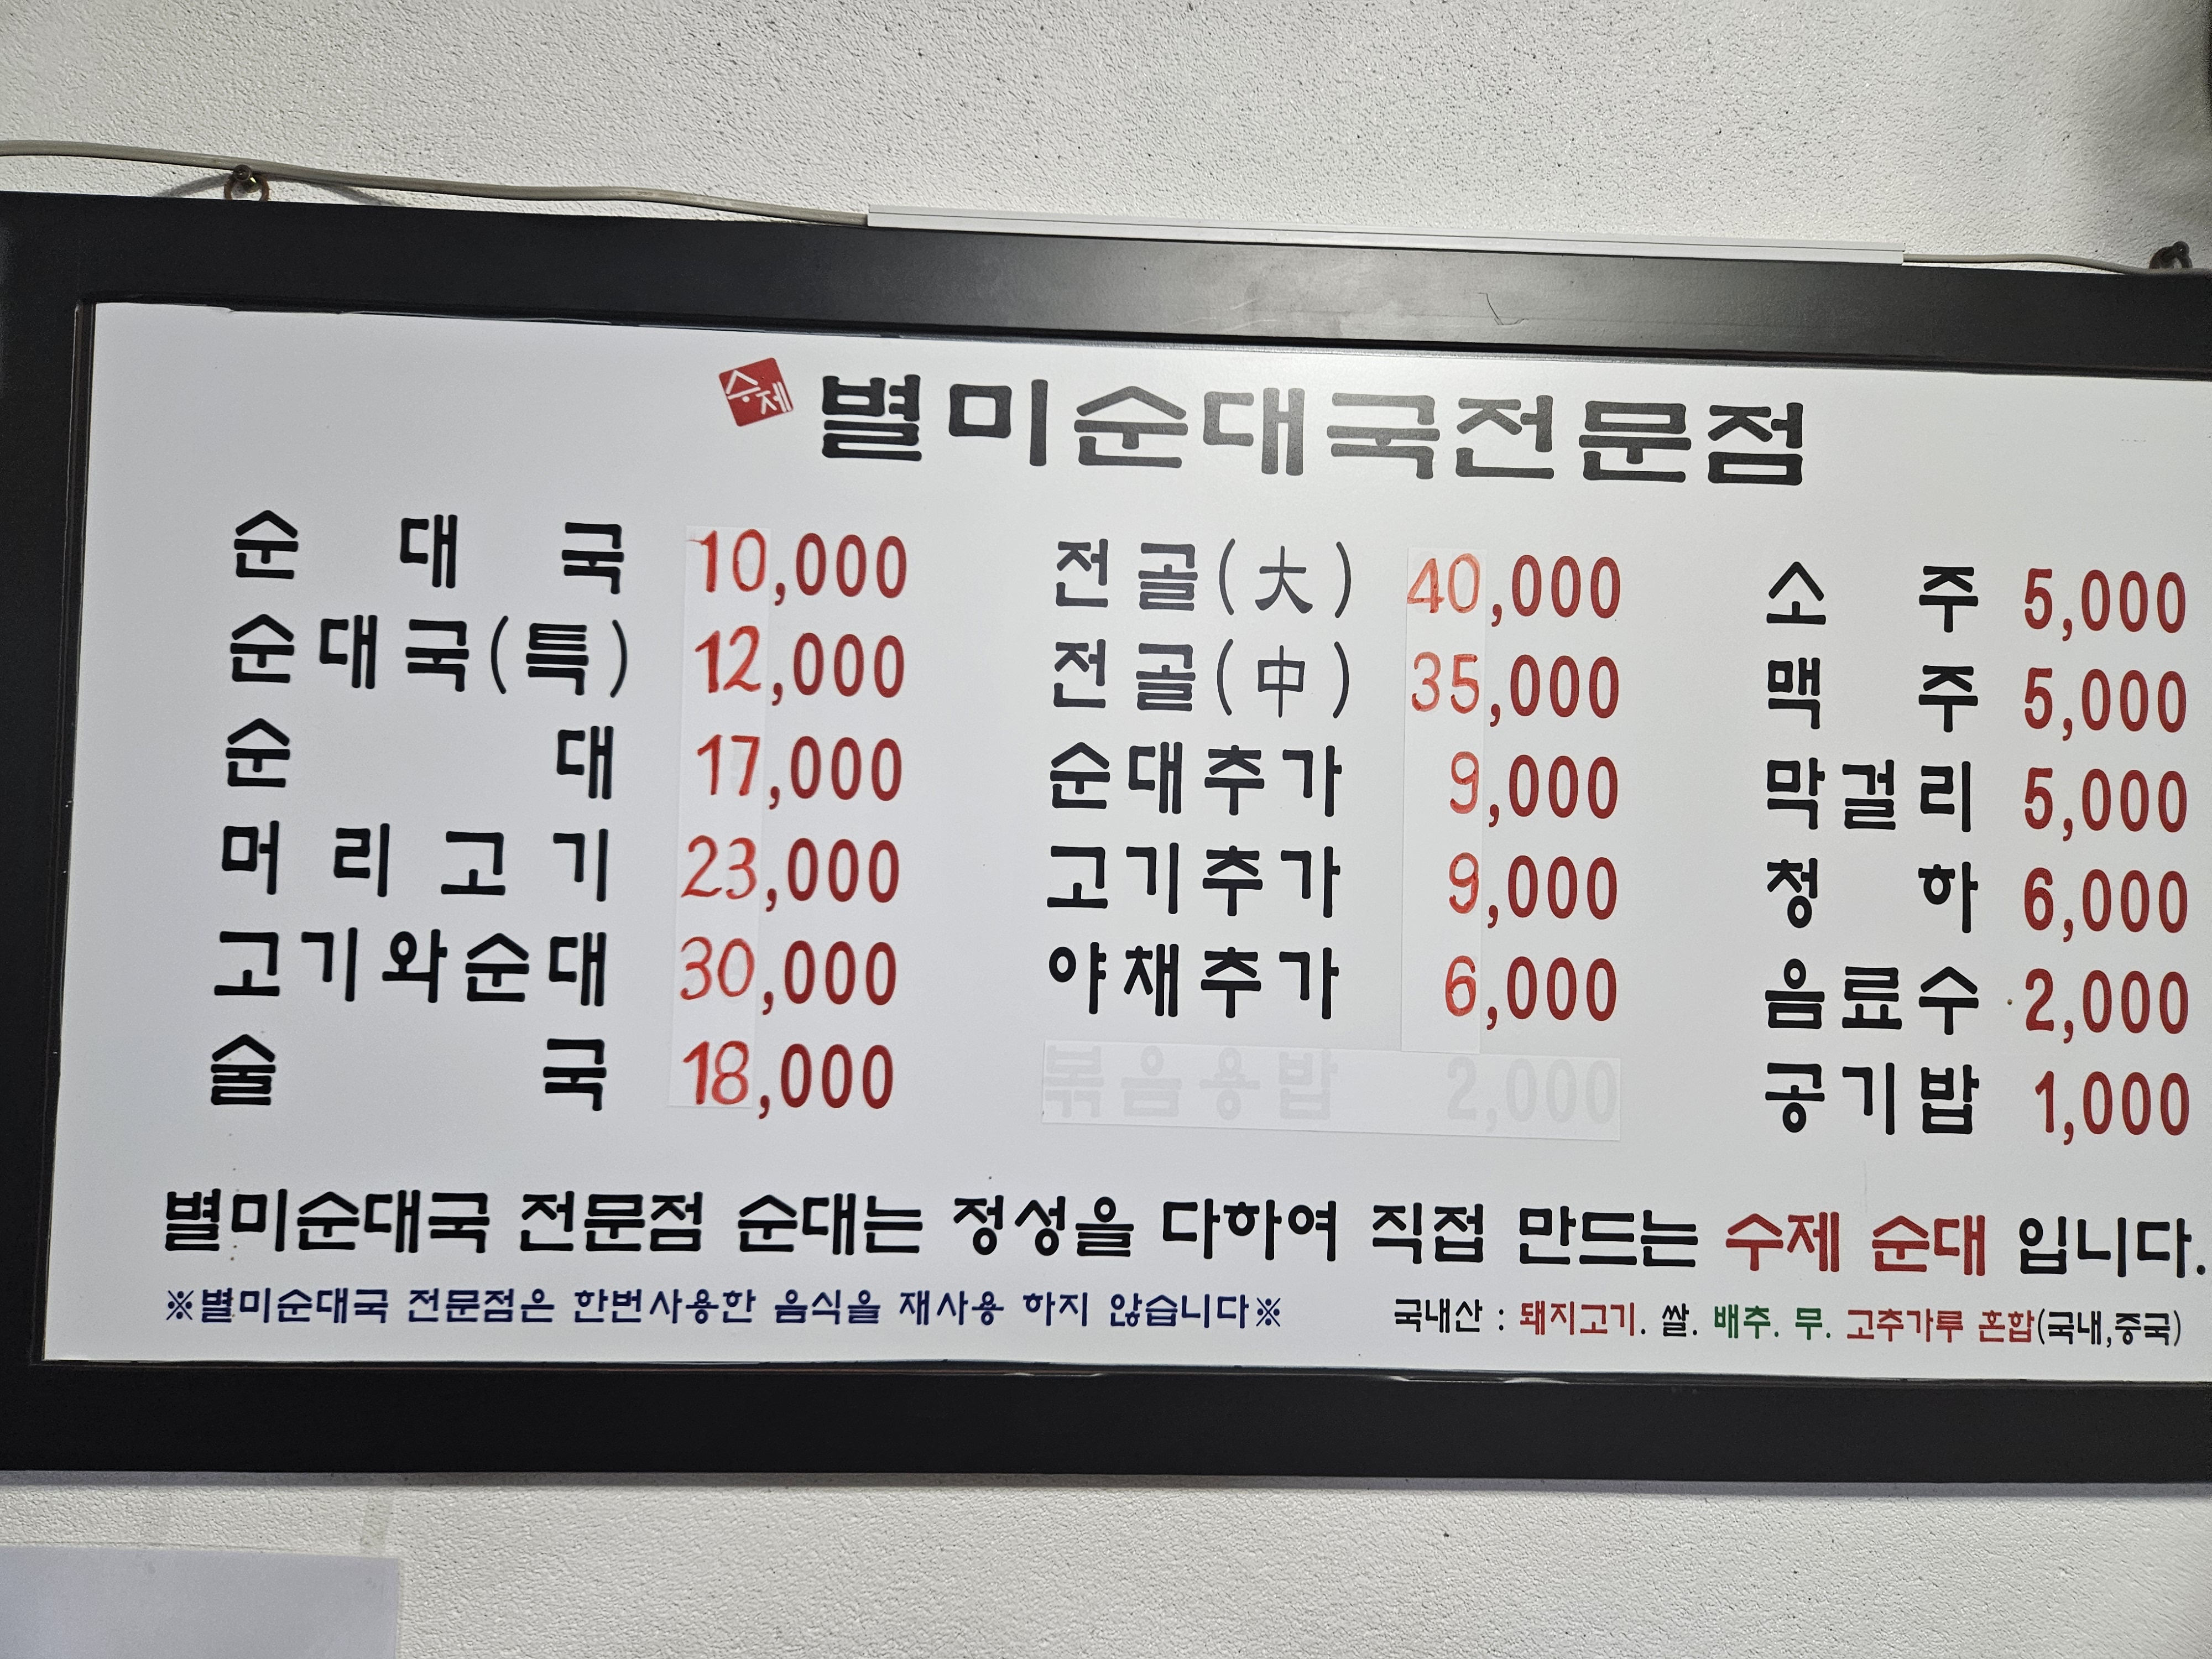 수제 별미순대국전문점
순대국 10,000
순대국(특) 12,000
순대 17,000
머리고기 23,000
고기와순대 30,000
술국 18,000
전골(大) 40,000
전골(中) 35,000
순대추가 9,000
고기추가 9,000
야채추가 6,000
볶음용밥 2,000
소주 5,000
맥주 5,000
막걸리 5,000
청하 6,000
음료수 2,000
공기밥 1,000
별미순대국 전문점 순대는 정성을 다하여 직접 만드는 수제 순대 입니다.
※별미순대국 전문점은 한번사용한 음식을 재사용 하지 않습니다※
국내산 : 돼지고기. 쌀. 배추. 무. 고추가루 혼합(국내,중국)